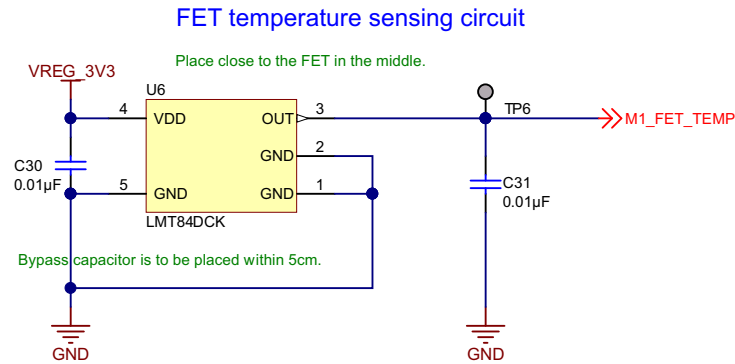 FET temperature sensing circuit
Place close to the FET in the middle.
VREG_3V3
U6
4
VDD
OUT
3
TP6
M1_FET_TEMP
GND
2
C30
0.01µF
5
GND
GND
1
C31
0.01µF
LMT84DCK
Bypass capacitor is to be placed within 5cm.
GND
GND